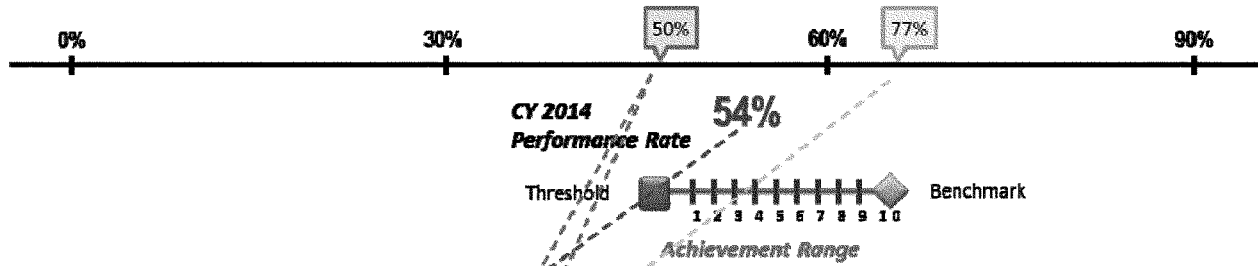 50% 77%
0% 30% 60% 90%
CY 2014 54%
Performance Rate
Threshold Benchmark
1 2 3 4 5 6 7 8 9 10
Achievement Range